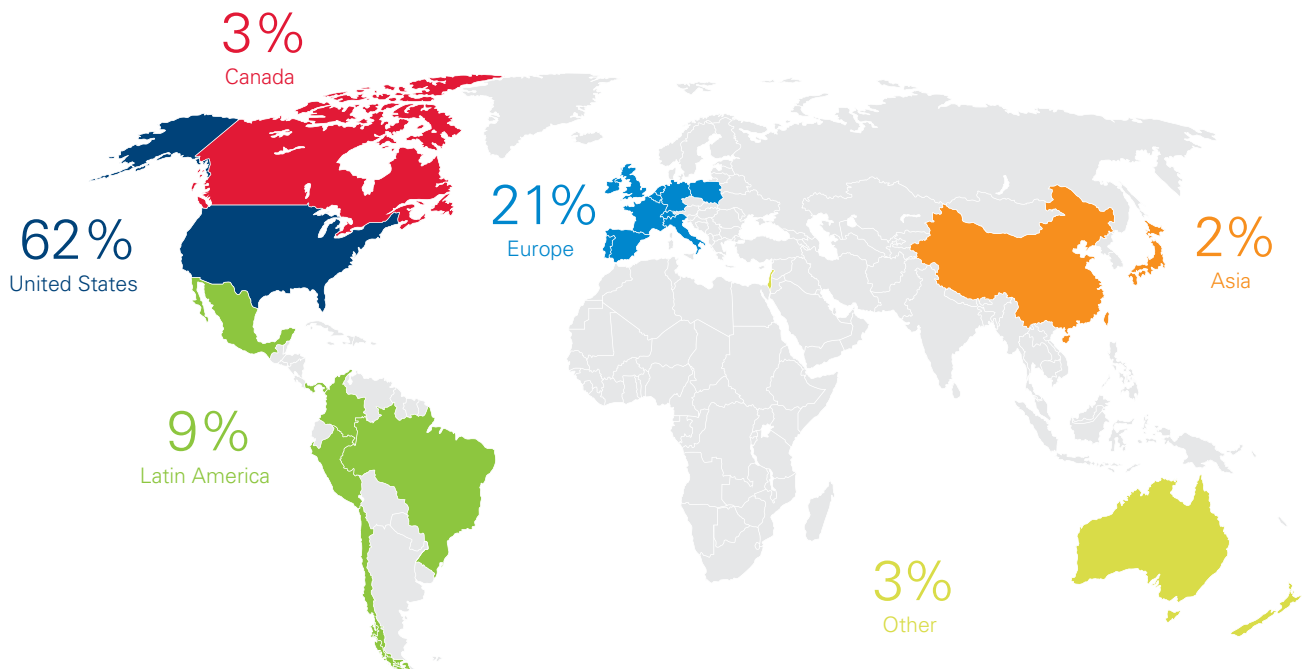 3%
Canada
62%
United States
21%
Europe
2%
Asia
9%
Latin America
3%
Other